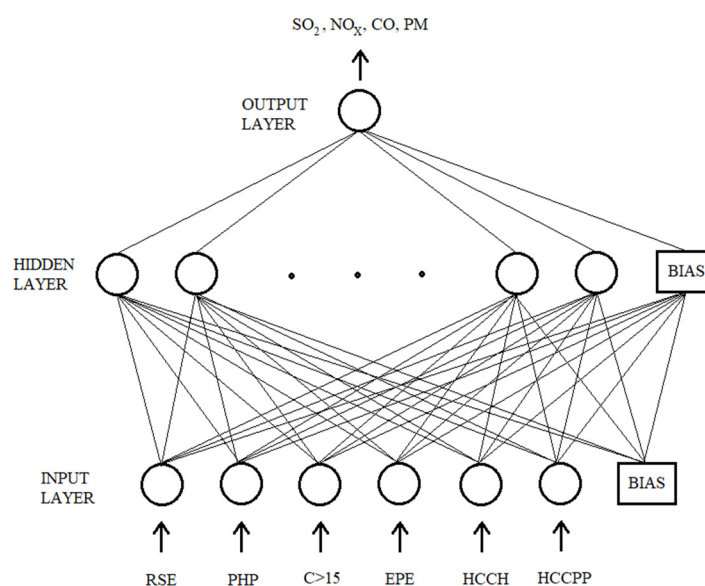 SO₂, NOₓ, CO, PM
OUTPUT
LAYER
HIDDEN
LAYER
BIAS
INPUT
LAYER
BIAS
RSE PHP C>15 EPE HCCH HCCPP